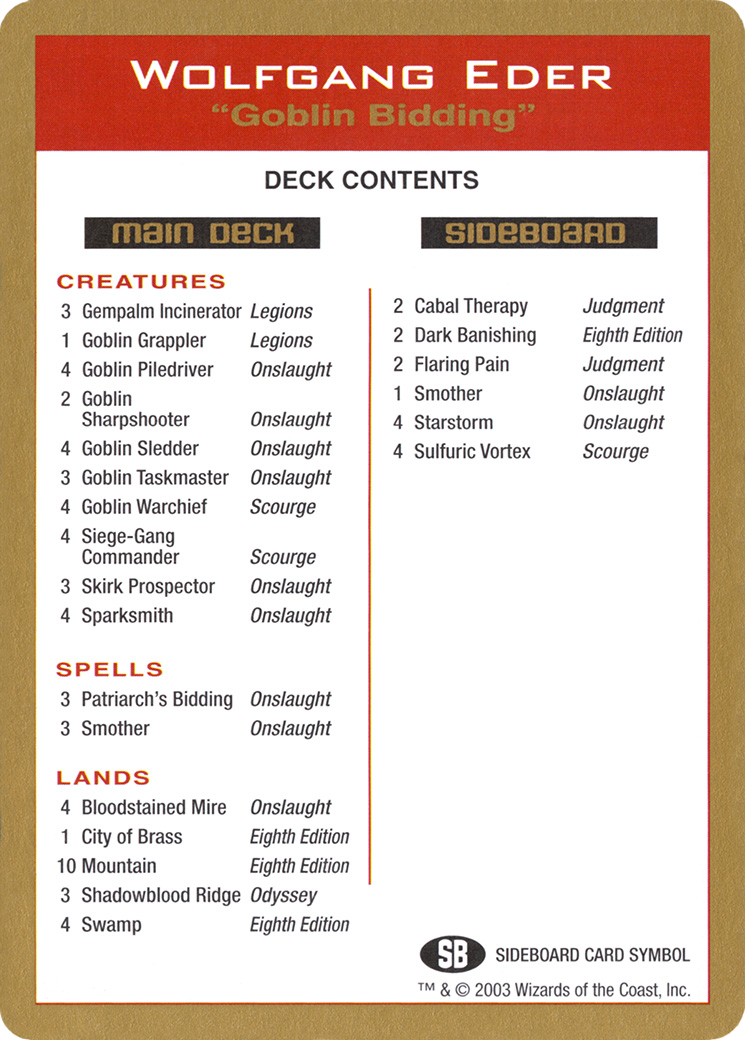 WOLFGANG EDER
“Goblin Bidding”
DECK CONTENTS
MAIN DECK
CREATURES
3 Gempalm Incinerator Legions
1 Goblin Grappler Legions
4 Goblin Piledriver Onslaught
2 Goblin
Sharpshooter Onslaught
4 Goblin Sledder Onslaught
3 Goblin Taskmaster Onslaught
4 Goblin Warchief Scourge
4 Siege-Gang
Commander Scourge
3 Skirk Prospector Onslaught
4 Sparksmith Onslaught
SPELLS
3 Patriarch’s Bidding Onslaught
3 Smother Onslaught
LANDS
4 Bloodstained Mire Onslaught
1 City of Brass Eighth Edition
10 Mountain Eighth Edition
3 Shadowblood Ridge Odyssey
4 Swamp Eighth Edition
SIDEBOARD
2 Cabal Therapy Judgment
2 Dark Banishing Eighth Edition
2 Flaring Pain Judgment
1 Smother Onslaught
4 Starstorm Onslaught
4 Sulfuric Vortex Scourge
SB SIDEBOARD CARD SYMBOL
™ & © 2003 Wizards of the Coast, Inc.